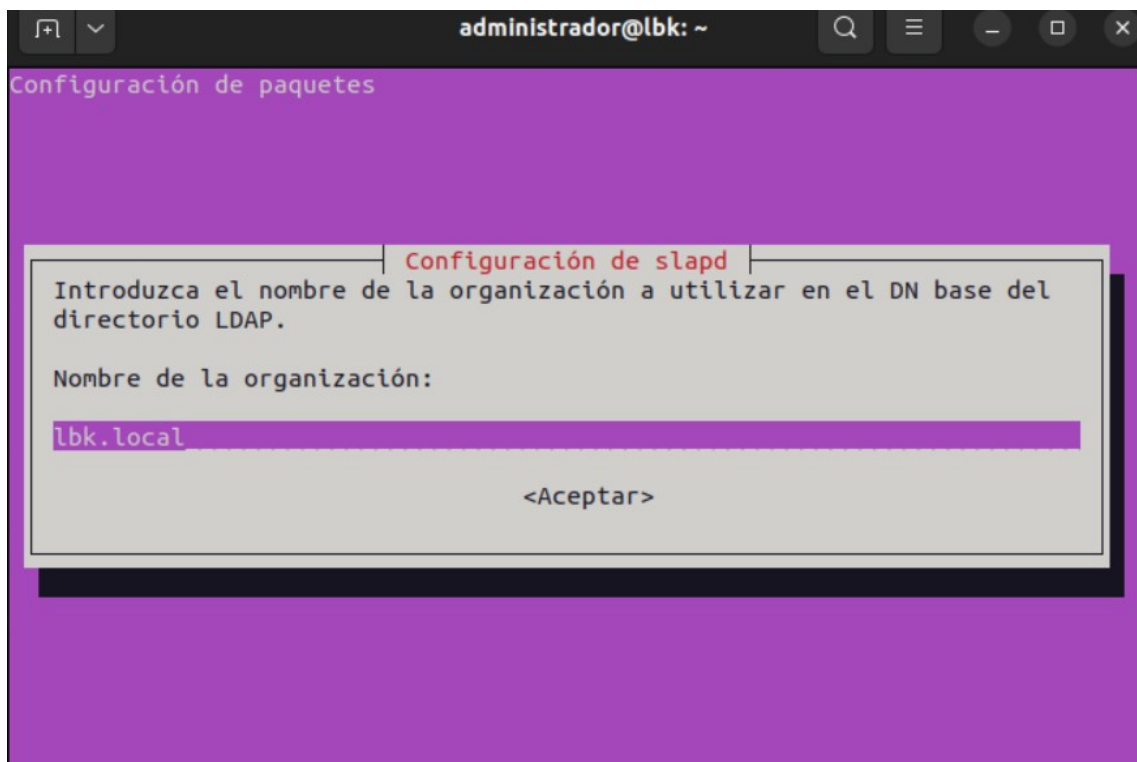 administrador@lbk: ~
Configuración de paquetes
Configuración de slapd
Introduzca el nombre de la organización a utilizar en el DN base del
directorio LDAP.
Nombre de la organización:
lbk.local
<Aceptar>